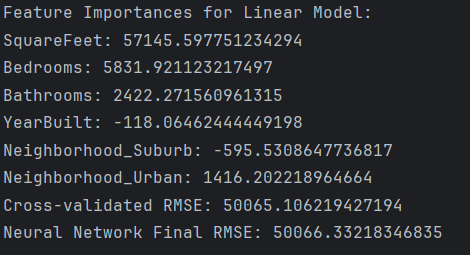 Feature Importances for Linear Model:
SquareFeet: 57145.597751234294
Bedrooms: 5831.921123217497
Bathrooms: 2422.271560961315
YearBuilt: -118.06462444449198
Neighborhood_Suburb: -595.5308647736817
Neighborhood_Urban: 1416.202218964664
Cross-validated RMSE: 50065.106219427194
Neural Network Final RMSE: 50066.33218346835